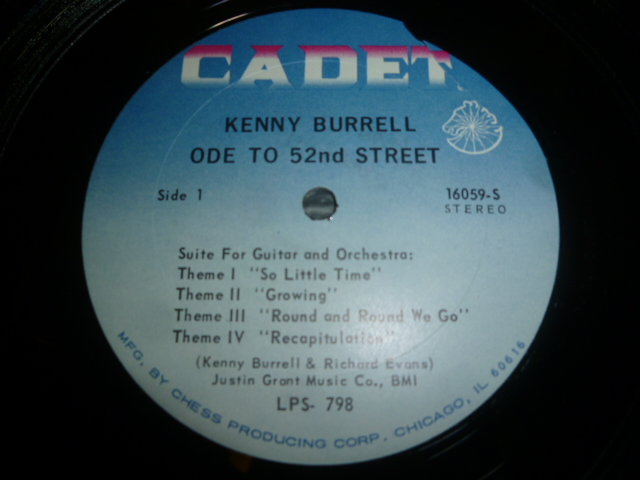 CADET
KENNY BURRELL
ODE TO 52nd STREET
Side 1
16059-S
STEREO
Suite For Guitar and Orchestra:
Theme I "So Little Time"
Theme II "Growing"
Theme III "Round and Round We Go"
Theme IV "Recapitulation"
(Kenny Burrell & Richard Evans)
Justin Grant Music Co., BMI
LPS- 798
MFG. BY CHESS PRODUCING CORP. CHICAGO, IL 60616